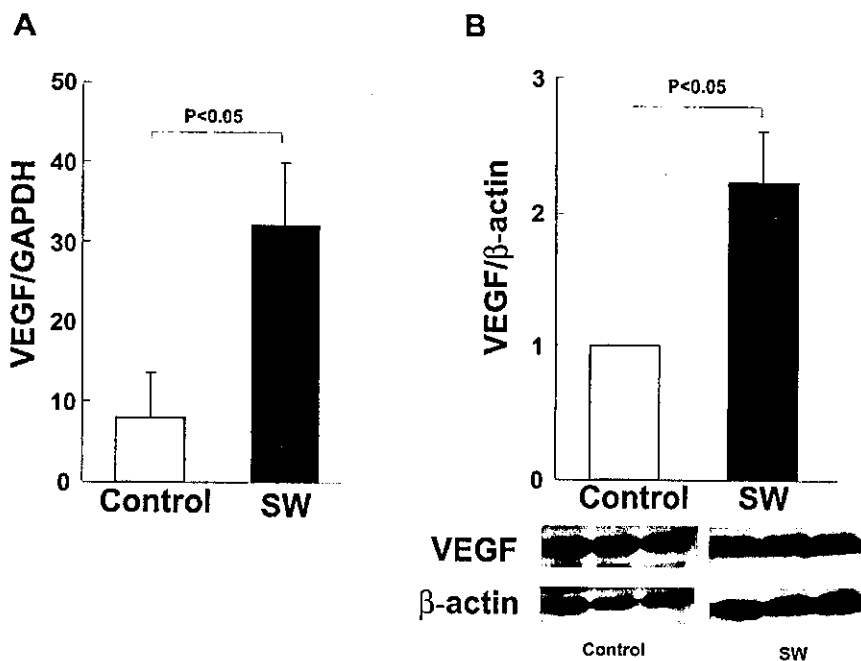 A
VEGF/GAPDH
50
40
30
20
10
0
P<0.05
Control
SW
B
VEGF/β-actin
3
2
1
0
P<0.05
Control
SW
VEGF
β-actin
Control
SW